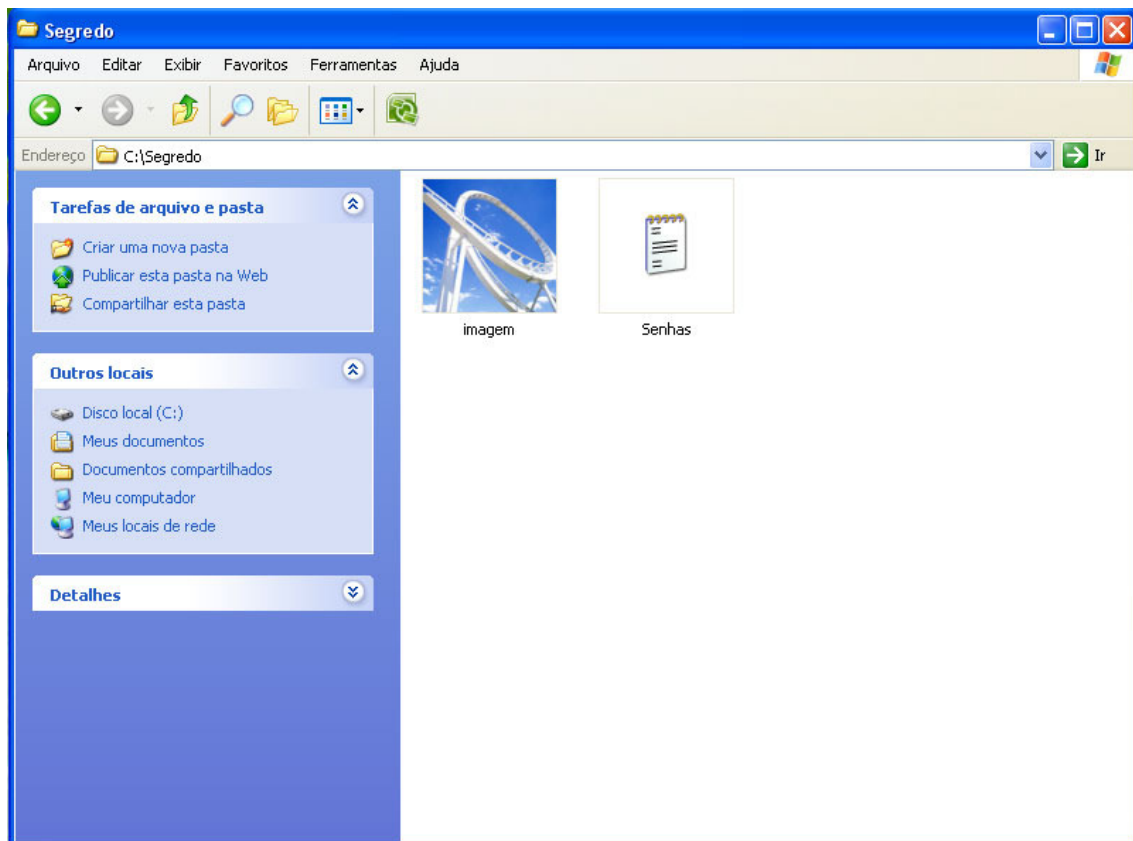 Segredo
Arquivo Editar Exibir Favoritos Ferramentas Ajuda
Endereço C:\Segredo Ir
Tarefas de arquivo e pasta
Criar uma nova pasta
Publicar esta pasta na Web
Compartilhar esta pasta
Outros locais
Disco local (C:)
Meus documentos
Documentos compartilhados
Meu computador
Meus locais de rede
Detalhes
imagem
Senhas